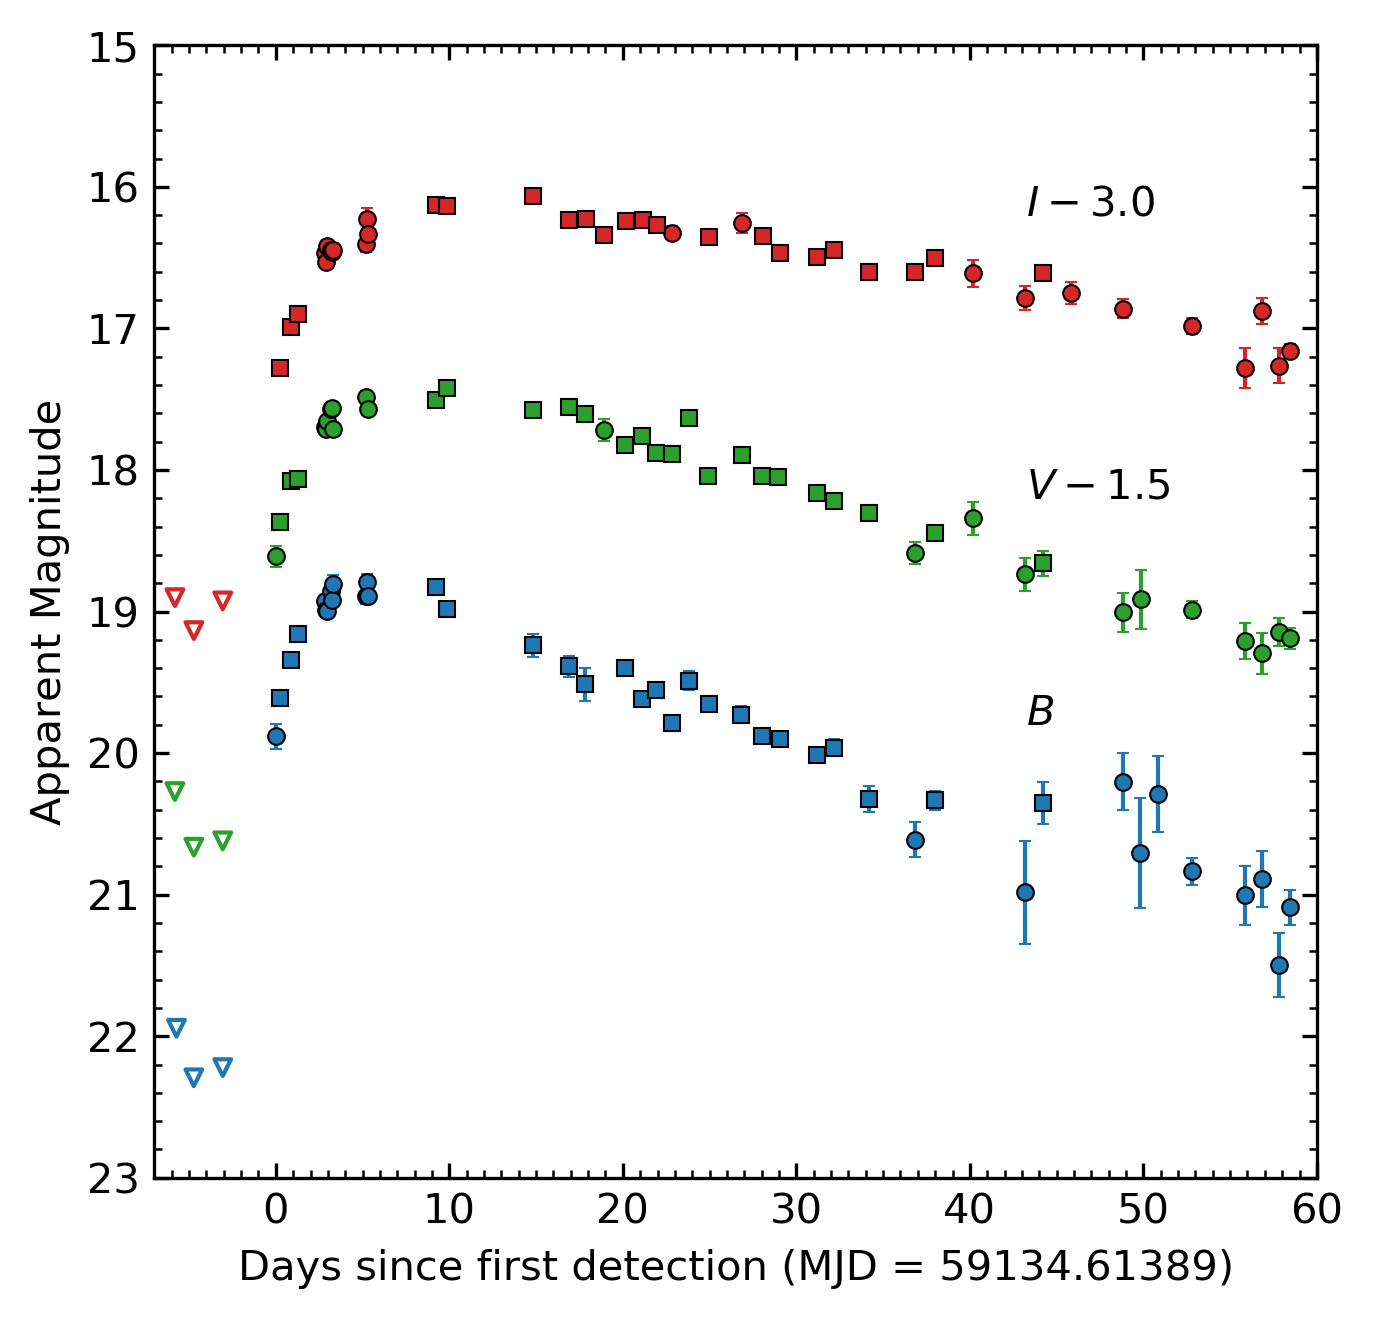 15
16
17
18
19
20
21
22
23
Apparent Magnitude
I − 3.0
V − 1.5
B
0 10 20 30 40 50 60
Days since first detection (MJD = 59134.61389)